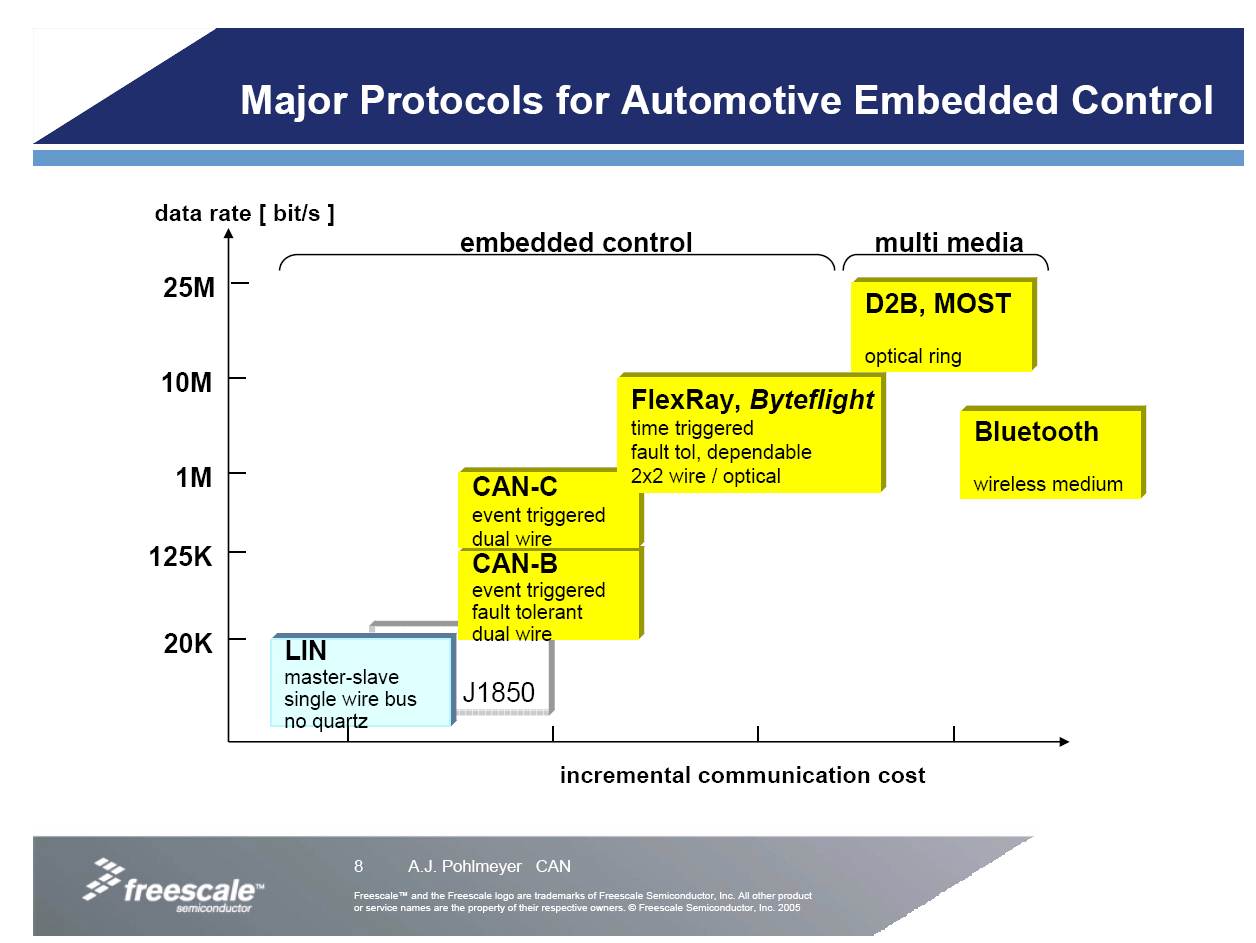 Major Protocols for Automotive Embedded Control
data rate [ bit/s ]
embedded control
multi media
25M
10M
1M
125K
20K
D2B, MOST
optical ring
FlexRay, Byteflight
time triggered
fault tol, dependable
2x2 wire / optical
Bluetooth
wireless medium
CAN-C
event triggered
dual wire
CAN-B
event triggered
fault tolerant
dual wire
LIN
master-slave
single wire bus
no quartz
J1850
incremental communication cost
freescale™
semiconductor
8 A.J. Pohlmeyer CAN
Freescale™ and the Freescale logo are trademarks of Freescale Semiconductor, Inc. All other product
or service names are the property of their respective owners. © Freescale Semiconductor, Inc. 2005